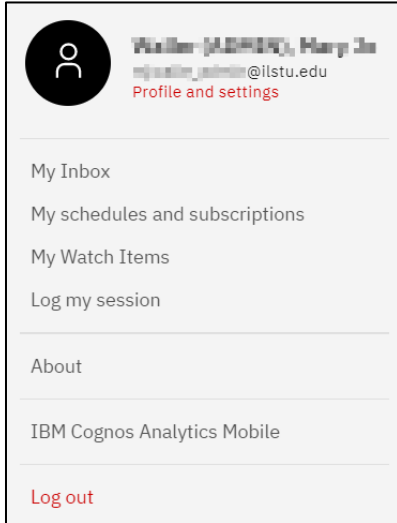 @ilstu.edu
Profile and settings
My Inbox
My schedules and subscriptions
My Watch Items
Log my session
About
IBM Cognos Analytics Mobile
Log out